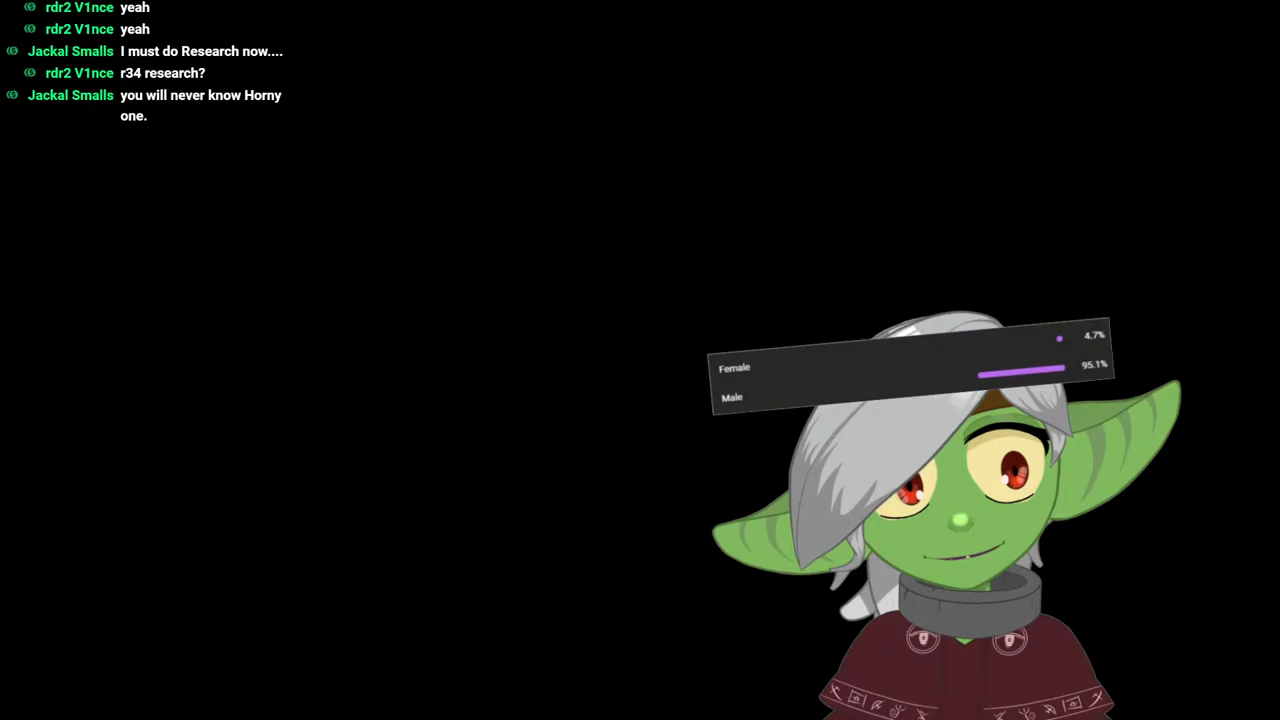 rdr2 V1nce yeah
rdr2 V1nce yeah
Jackal Smalls I must do Research now....
rdr2 V1nce r34 research?
Jackal Smalls you will never know Horny
one.
Female 4.7%
Male 95.1%